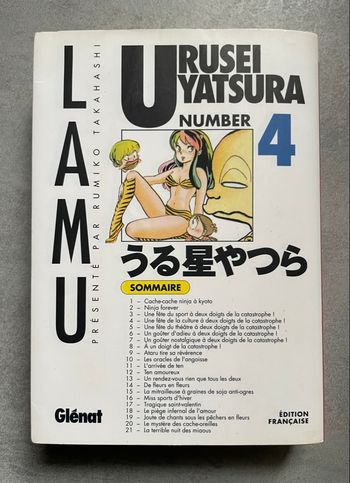 LAMU
PRÉSENTÉ PAR RUMIKO TAKAHASHI
URUSEI
YATSURA
NUMBER 4
うる星やつら
SOMMAIRE
1 – Cache-cache ninja à kyoto
2 – Ninja forever
3 – Une fête du sport à deux doigts de la catastrophe !
4 – Une fête de la culture à deux doigts de la catastrophe !
5 – Une fête du théâtre à deux doigts de la catastrophe !
6 – Un goûter d'adieu à deux doigts de la catastrophe !
7 – Un goûter nostalgique à deux doigts de la catastrophe !
8 – À un doigt de la catastrophe !
9 – Ataru tire sa révérence
10 – Les oracles de l'angoisse
11 – L'arrivée de ten
12 – Ten amoureux
13 – Un rendez-vous rien que tous les deux
14 – De fleurs en fleurs
15 – La mitrailleuse à graines de soja anti-ogres
16 – Miss sports d'hiver
17 – Tragique saint-valentin
18 – Le piège infernal de l'amour
19 – Joute de chants sous les pêchers en fleurs
20 – Le mystère des cache-oreilles
21 – La terrible nuit des miaous
Glénat
ÉDITION
FRANÇAISE